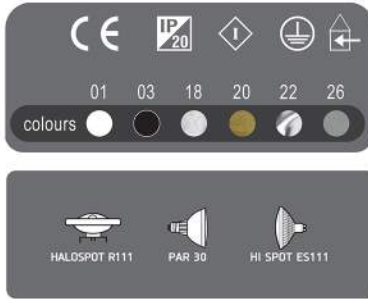 CE IP 20 I
01 03 18 20 22 26
colours
HALOSPOT R111 PAR 30 HI SPOT ES111